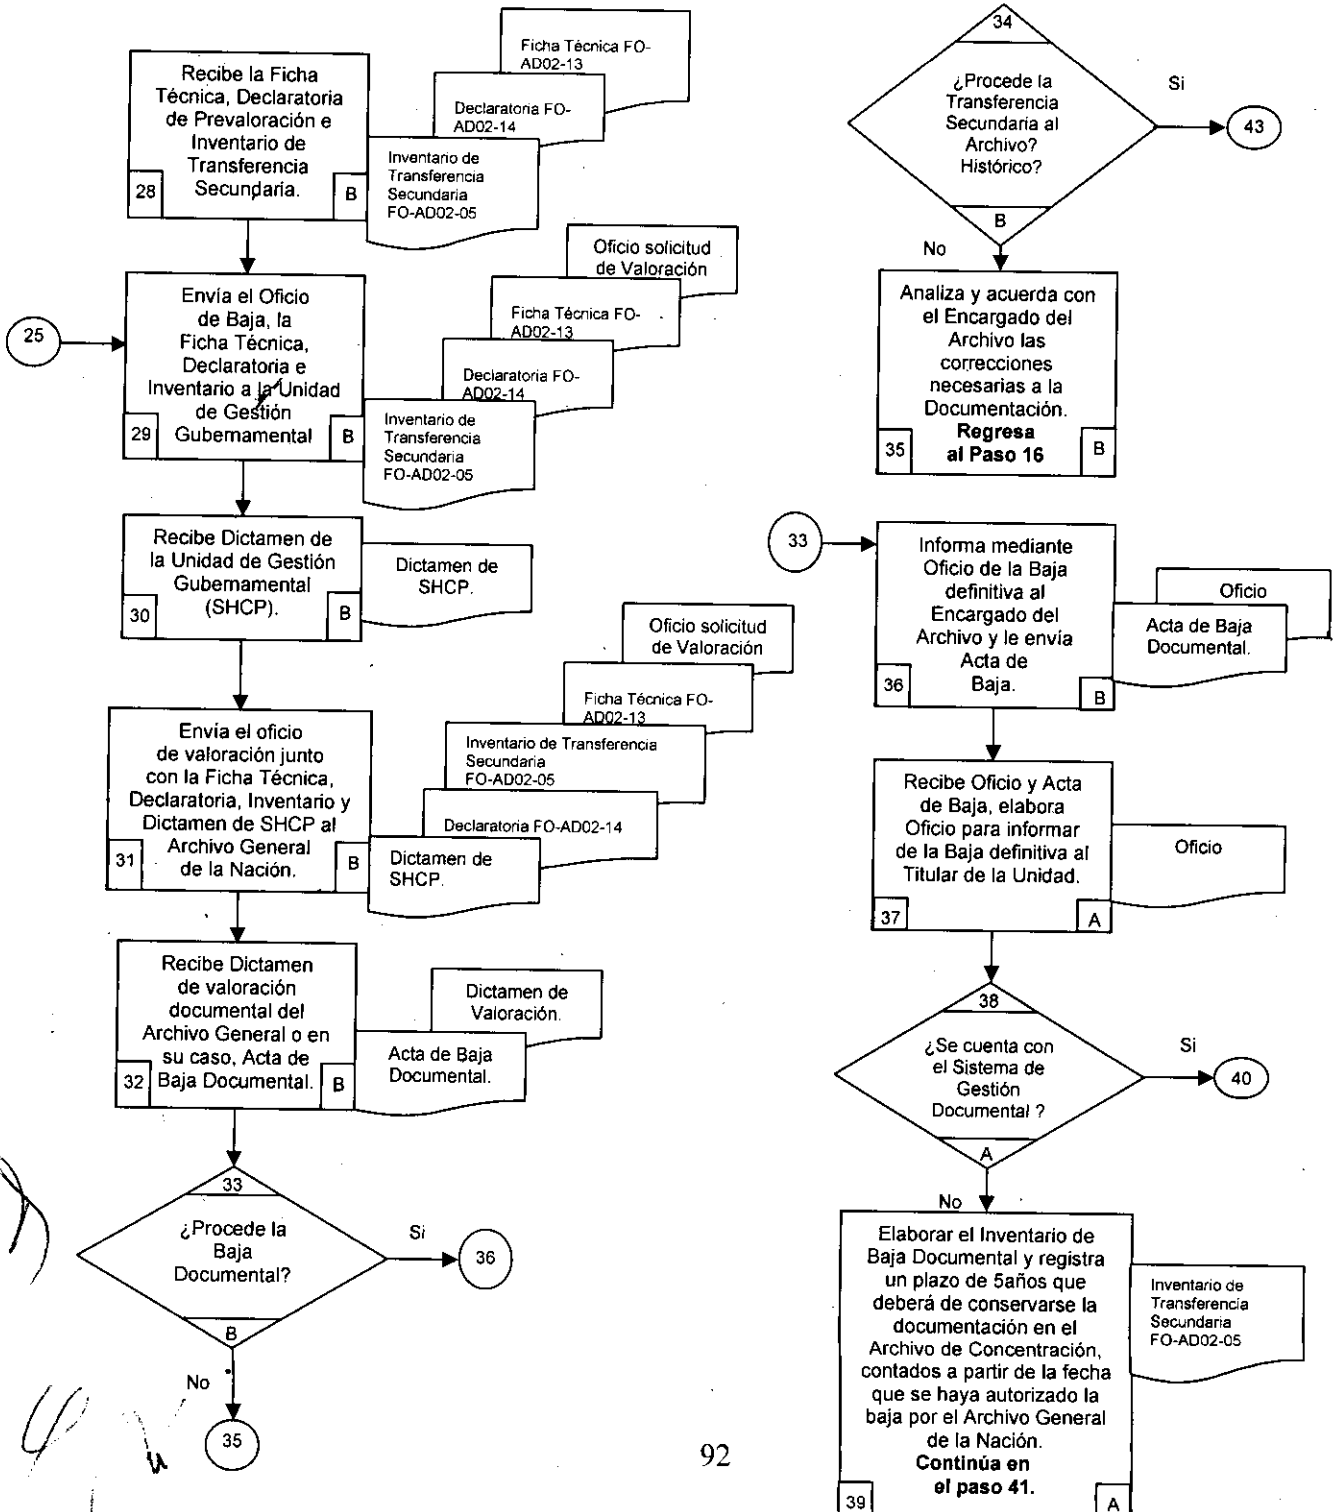 Recibe la Ficha
Técnica, Declaratoria
de Prevaloración e
Inventario de
Transferencia
Secundaria.
28
B
Ficha Técnica FO-
AD02-13
Declaratoria FO-
AD02-14
Inventario de
Transferencia
Secundaria
FO-AD02-05
25
Envía el Oficio
de Baja, la
Ficha Técnica,
Declaratoria e
Inventario a la Unidad
de Gestión
Gubernamental
29
B
Oficio solicitud
de Valoración
Ficha Técnica FO-
AD02-13
Declaratoria FO-
AD02-14
Inventario de
Transferencia
Secundaria
FO-AD02-05
Recibe Dictamen de
la Unidad de Gestión
Gubernamental
(SHCP).
30
B
Dictamen de
SHCP.
Envía el oficio
de valoración junto
con la Ficha Técnica,
Declaratoria, Inventario y
Dictamen de SHCP al
Archivo General
de la Nación.
31
B
Oficio solicitud
de Valoración
Ficha Técnica FO-
AD02-13
Inventario de Transferencia
Secundaria
FO-AD02-05
Declaratoria FO-AD02-14
Dictamen de
SHCP.
Recibe Dictamen
de valoración
documental del
Archivo General o en
su caso, Acta de
Baja Documental.
32
B
Dictamen de
Valoración.
Acta de Baja
Documental.
33
¿Procede la
Baja
Documental?
B
Si
36
No
35
34
¿Procede la
Transferencia
Secundaria al
Archivo?
Histórico?
B
Si
43
No
Analiza y acuerda con
el Encargado del
Archivo las
correcciones
necesarias a la
Documentación.
Regresa
al Paso 16
35
B
33
Informa mediante
Oficio de la Baja
definitiva al
Encargado del
Archivo y le envía
Acta de
Baja.
36
B
Oficio
Acta de Baja
Documental.
Recibe Oficio y Acta
de Baja, elabora
Oficio para informar
de la Baja definitiva al
Titular de la Unidad.
37
A
Oficio
38
¿Se cuenta con
el Sistema de
Gestión
Documental ?
A
Si
40
No
Elaborar el Inventario de
Baja Documental y registra
un plazo de 5años que
deberá de conservarse la
documentación en el
Archivo de Concentración,
contados a partir de la fecha
que se haya autorizado la
baja por el Archivo General
de la Nación.
Continúa en
el paso 41.
39
A
Inventario de
Transferencia
Secundaria
FO-AD02-05
92